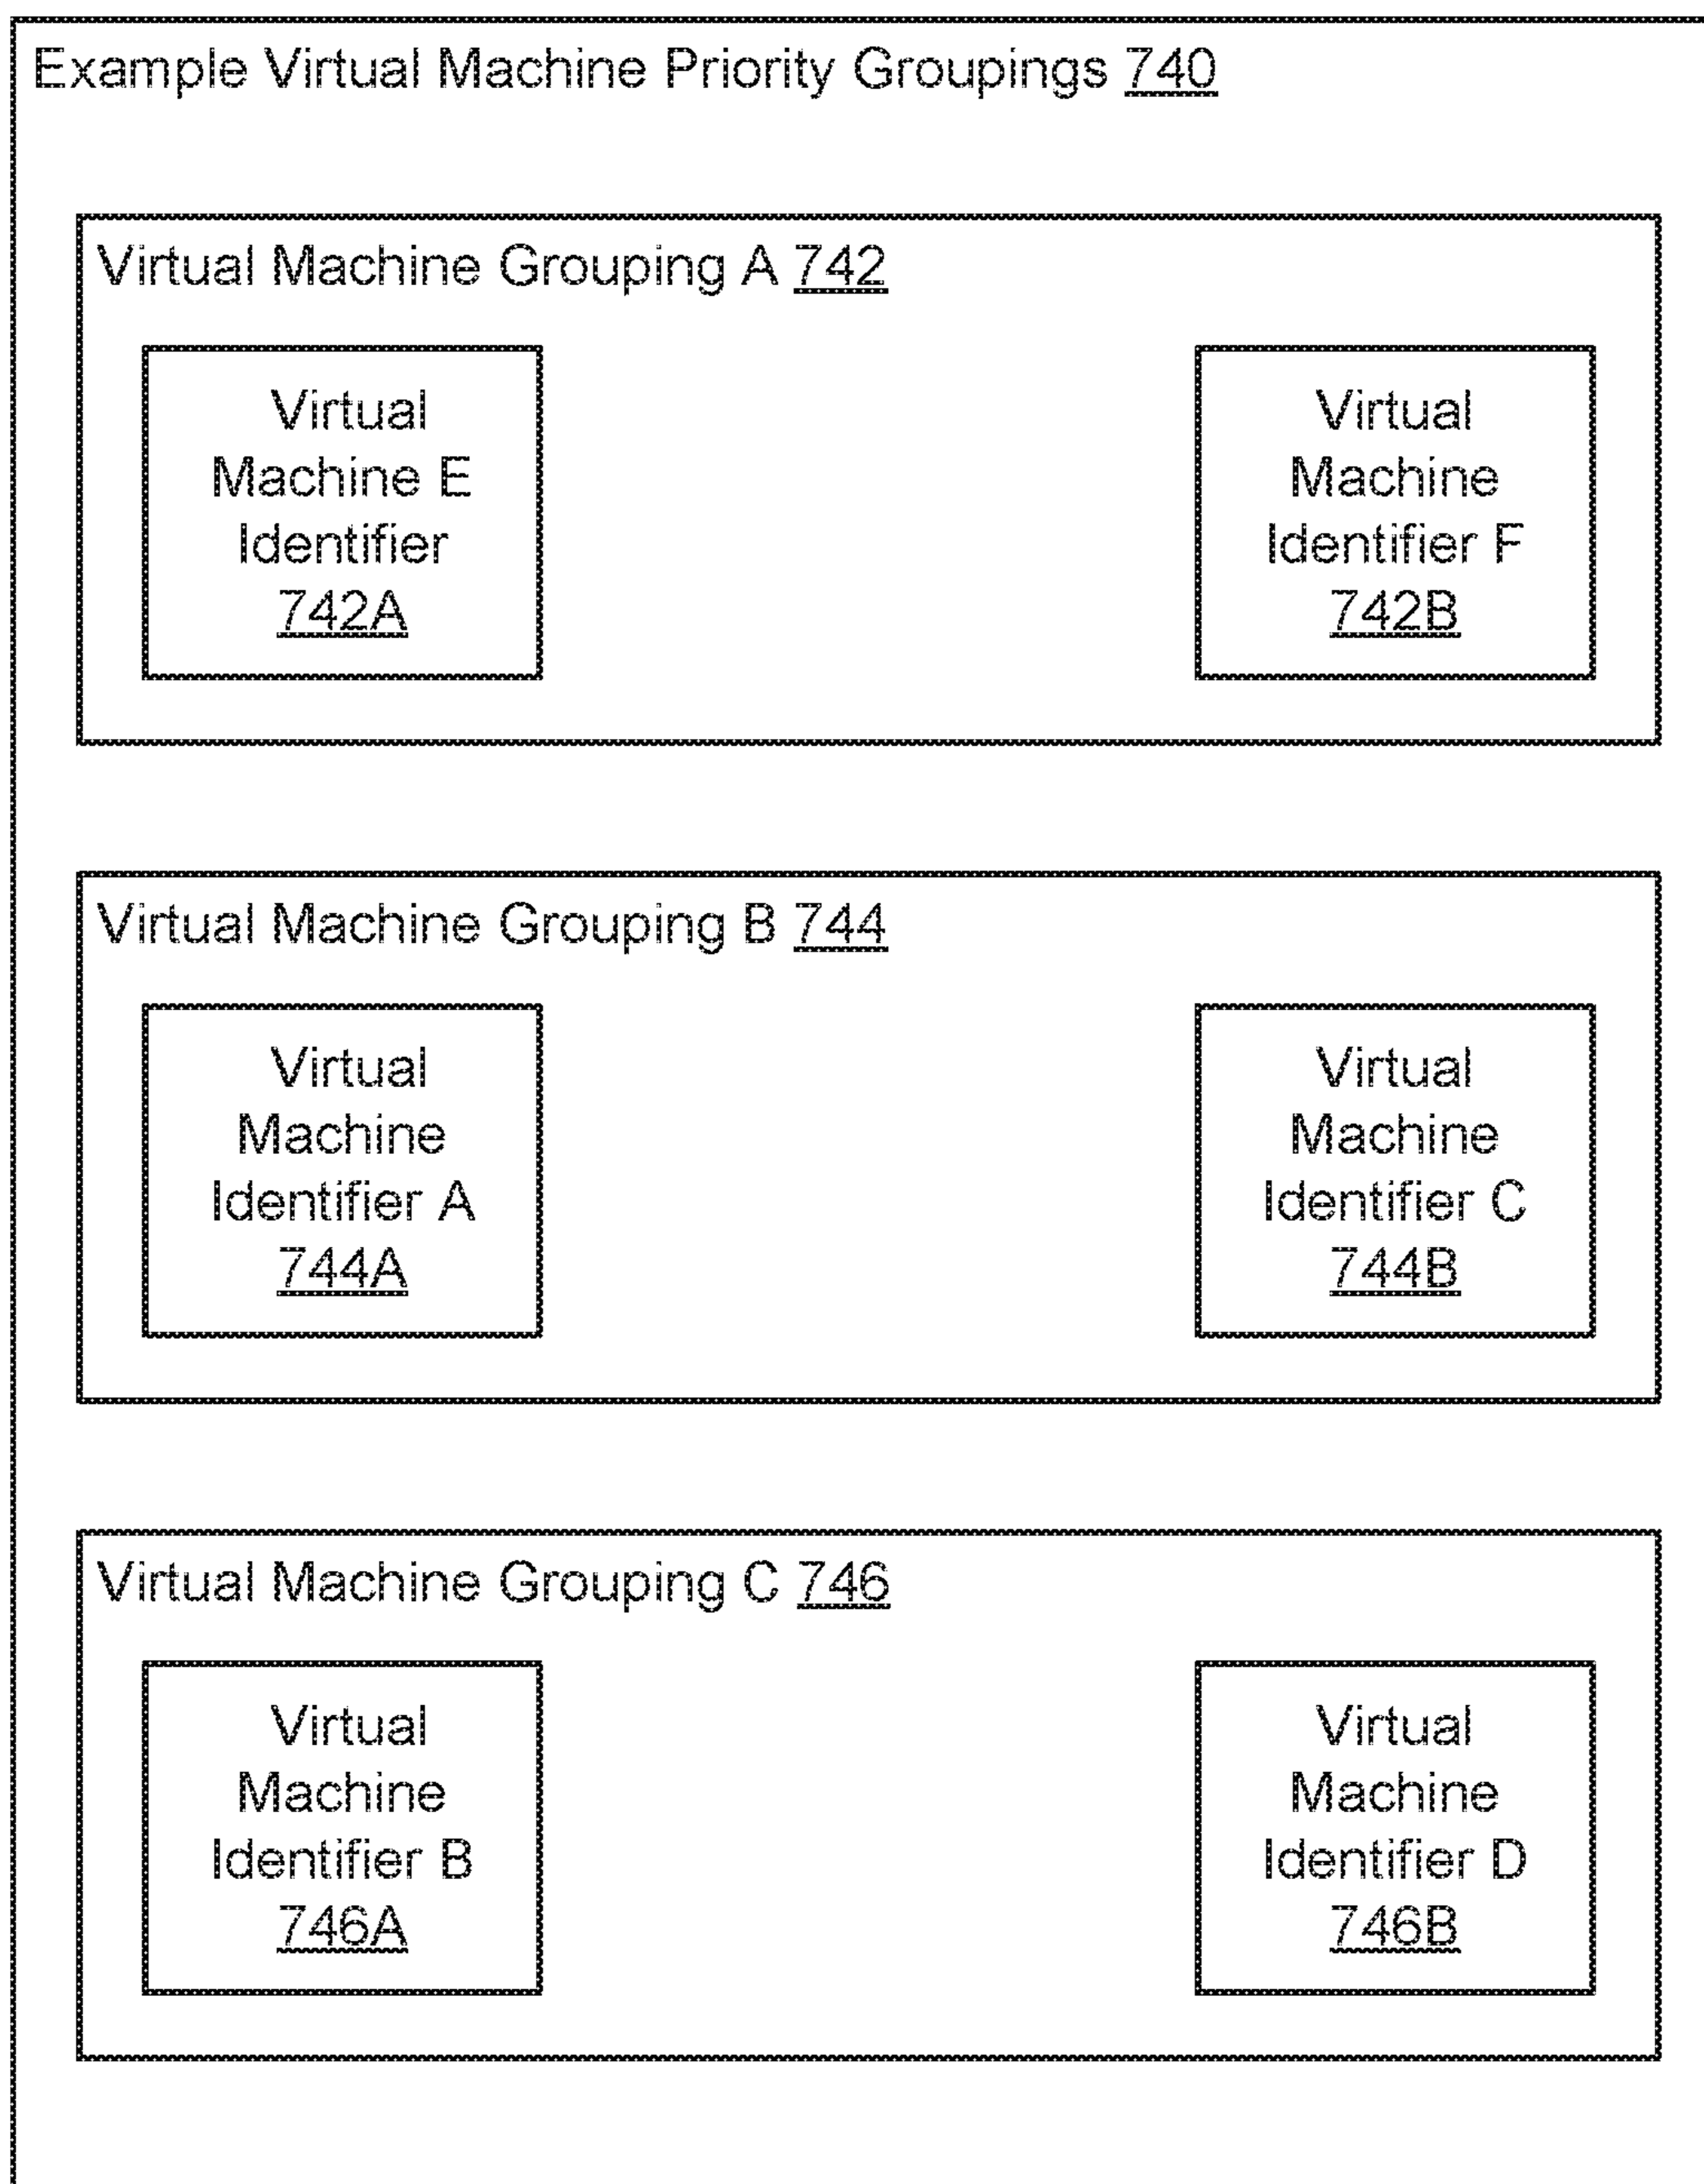 Example Virtual Machine Priority Groupings 740
Virtual Machine Grouping A 742
Virtual
Machine E
Identifier
742A
Virtual
Machine
Identifier F
742B
Virtual Machine Grouping B 744
Virtual
Machine
Identifier A
744A
Virtual
Machine
Identifier C
744B
Virtual Machine Grouping C 746
Virtual
Machine
Identifier B
746A
Virtual
Machine
Identifier D
746B